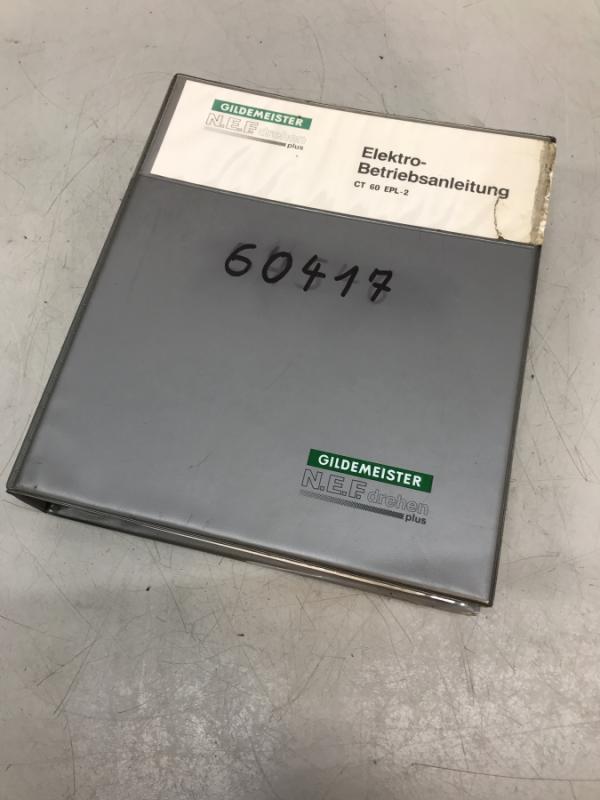 GILDEMEISTER
N.E.F. drehen
plus
Elektro-
Betriebsanleitung
CT 60 EPL-2
60417
GILDEMEISTER
N.E.F. drehen
plus